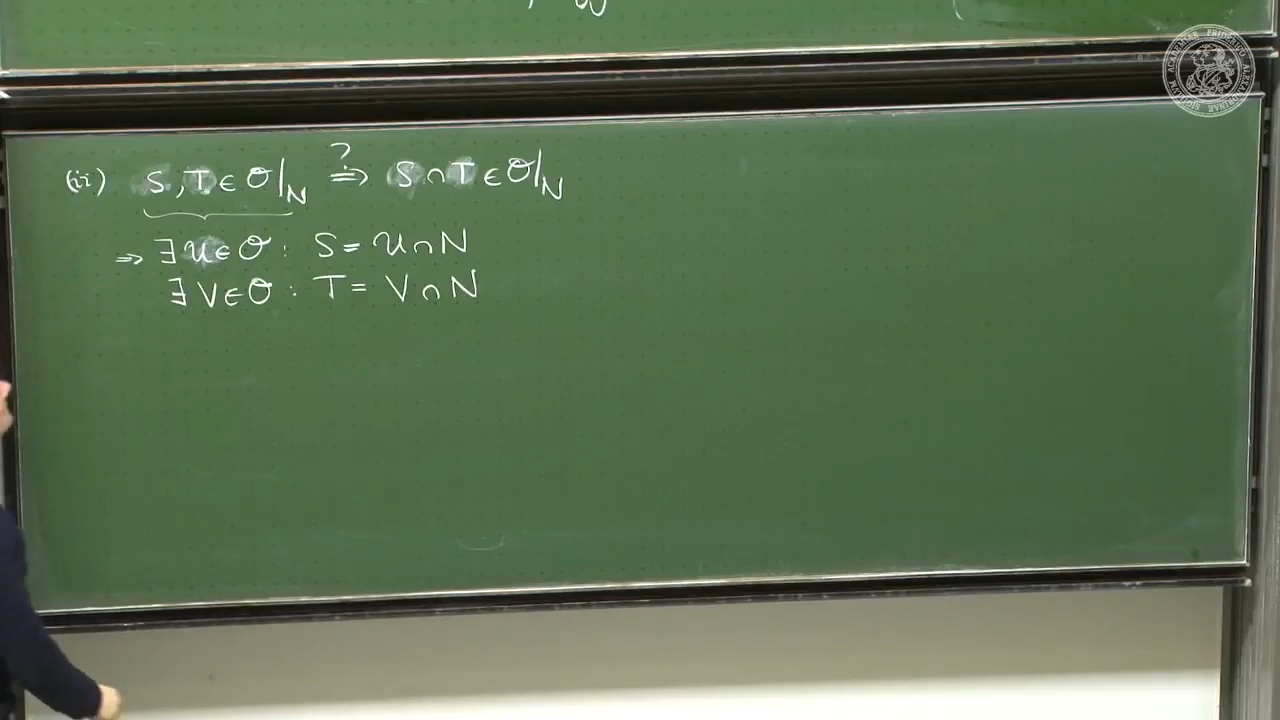 (ii) S, T ∈ 𝒪|_N ?⟹ S ∩ T ∈ 𝒪|_N
⇒ ∃ U ∈ 𝒪 : S = U ∩ N
∃ V ∈ 𝒪 : T = V ∩ N